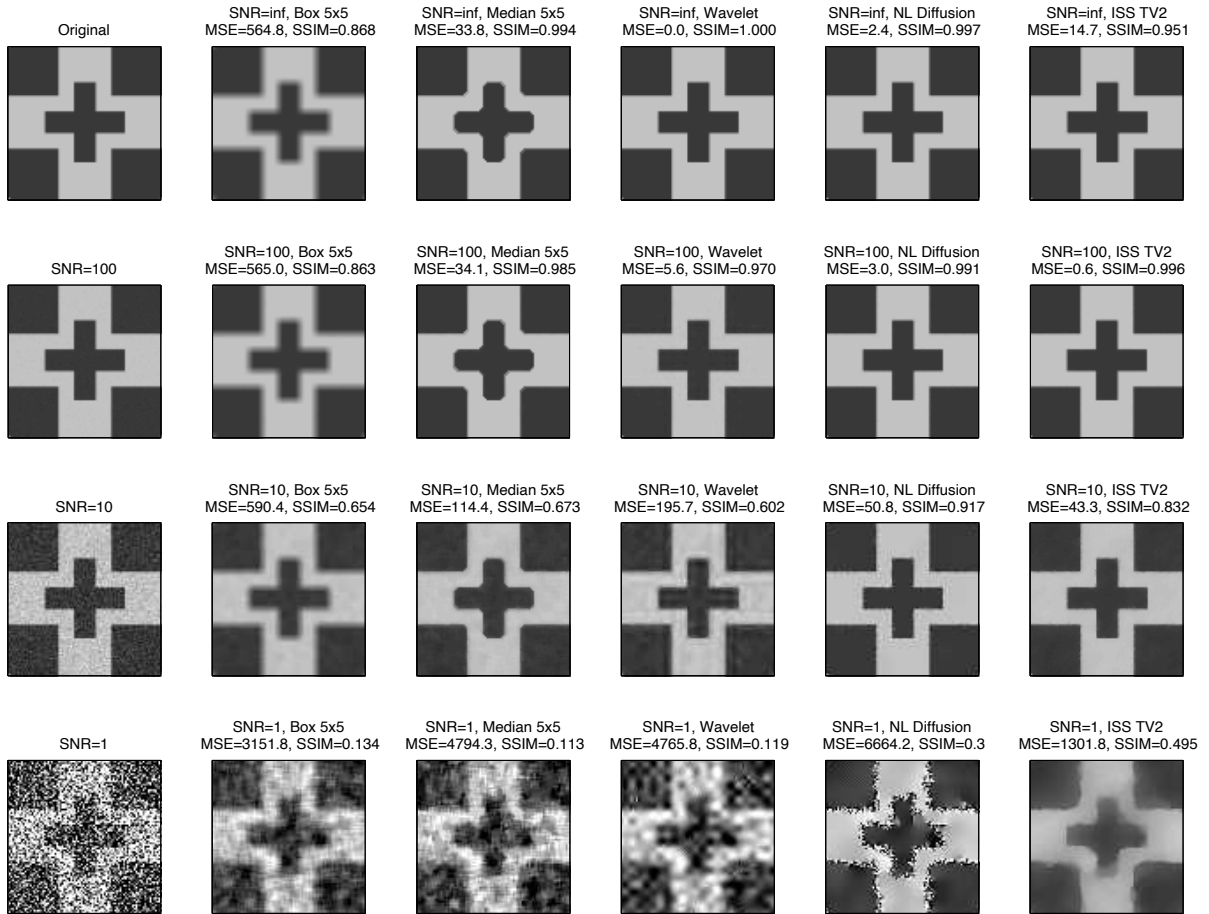 Original
SNR=inf, Box 5x5
MSE=564.8, SSIM=0.868
SNR=inf, Median 5x5
MSE=33.8, SSIM=0.994
SNR=inf, Wavelet
MSE=0.0, SSIM=1.000
SNR=inf, NL Diffusion
MSE=2.4, SSIM=0.997
SNR=inf, ISS TV2
MSE=14.7, SSIM=0.951
SNR=100
SNR=100, Box 5x5
MSE=565.0, SSIM=0.863
SNR=100, Median 5x5
MSE=34.1, SSIM=0.985
SNR=100, Wavelet
MSE=5.6, SSIM=0.970
SNR=100, NL Diffusion
MSE=3.0, SSIM=0.991
SNR=100, ISS TV2
MSE=0.6, SSIM=0.996
SNR=10
SNR=10, Box 5x5
MSE=590.4, SSIM=0.654
SNR=10, Median 5x5
MSE=114.4, SSIM=0.673
SNR=10, Wavelet
MSE=195.7, SSIM=0.602
SNR=10, NL Diffusion
MSE=50.8, SSIM=0.917
SNR=10, ISS TV2
MSE=43.3, SSIM=0.832
SNR=1
SNR=1, Box 5x5
MSE=3151.8, SSIM=0.134
SNR=1, Median 5x5
MSE=4794.3, SSIM=0.113
SNR=1, Wavelet
MSE=4765.8, SSIM=0.119
SNR=1, NL Diffusion
MSE=6664.2, SSIM=0.3
SNR=1, ISS TV2
MSE=1301.8, SSIM=0.495